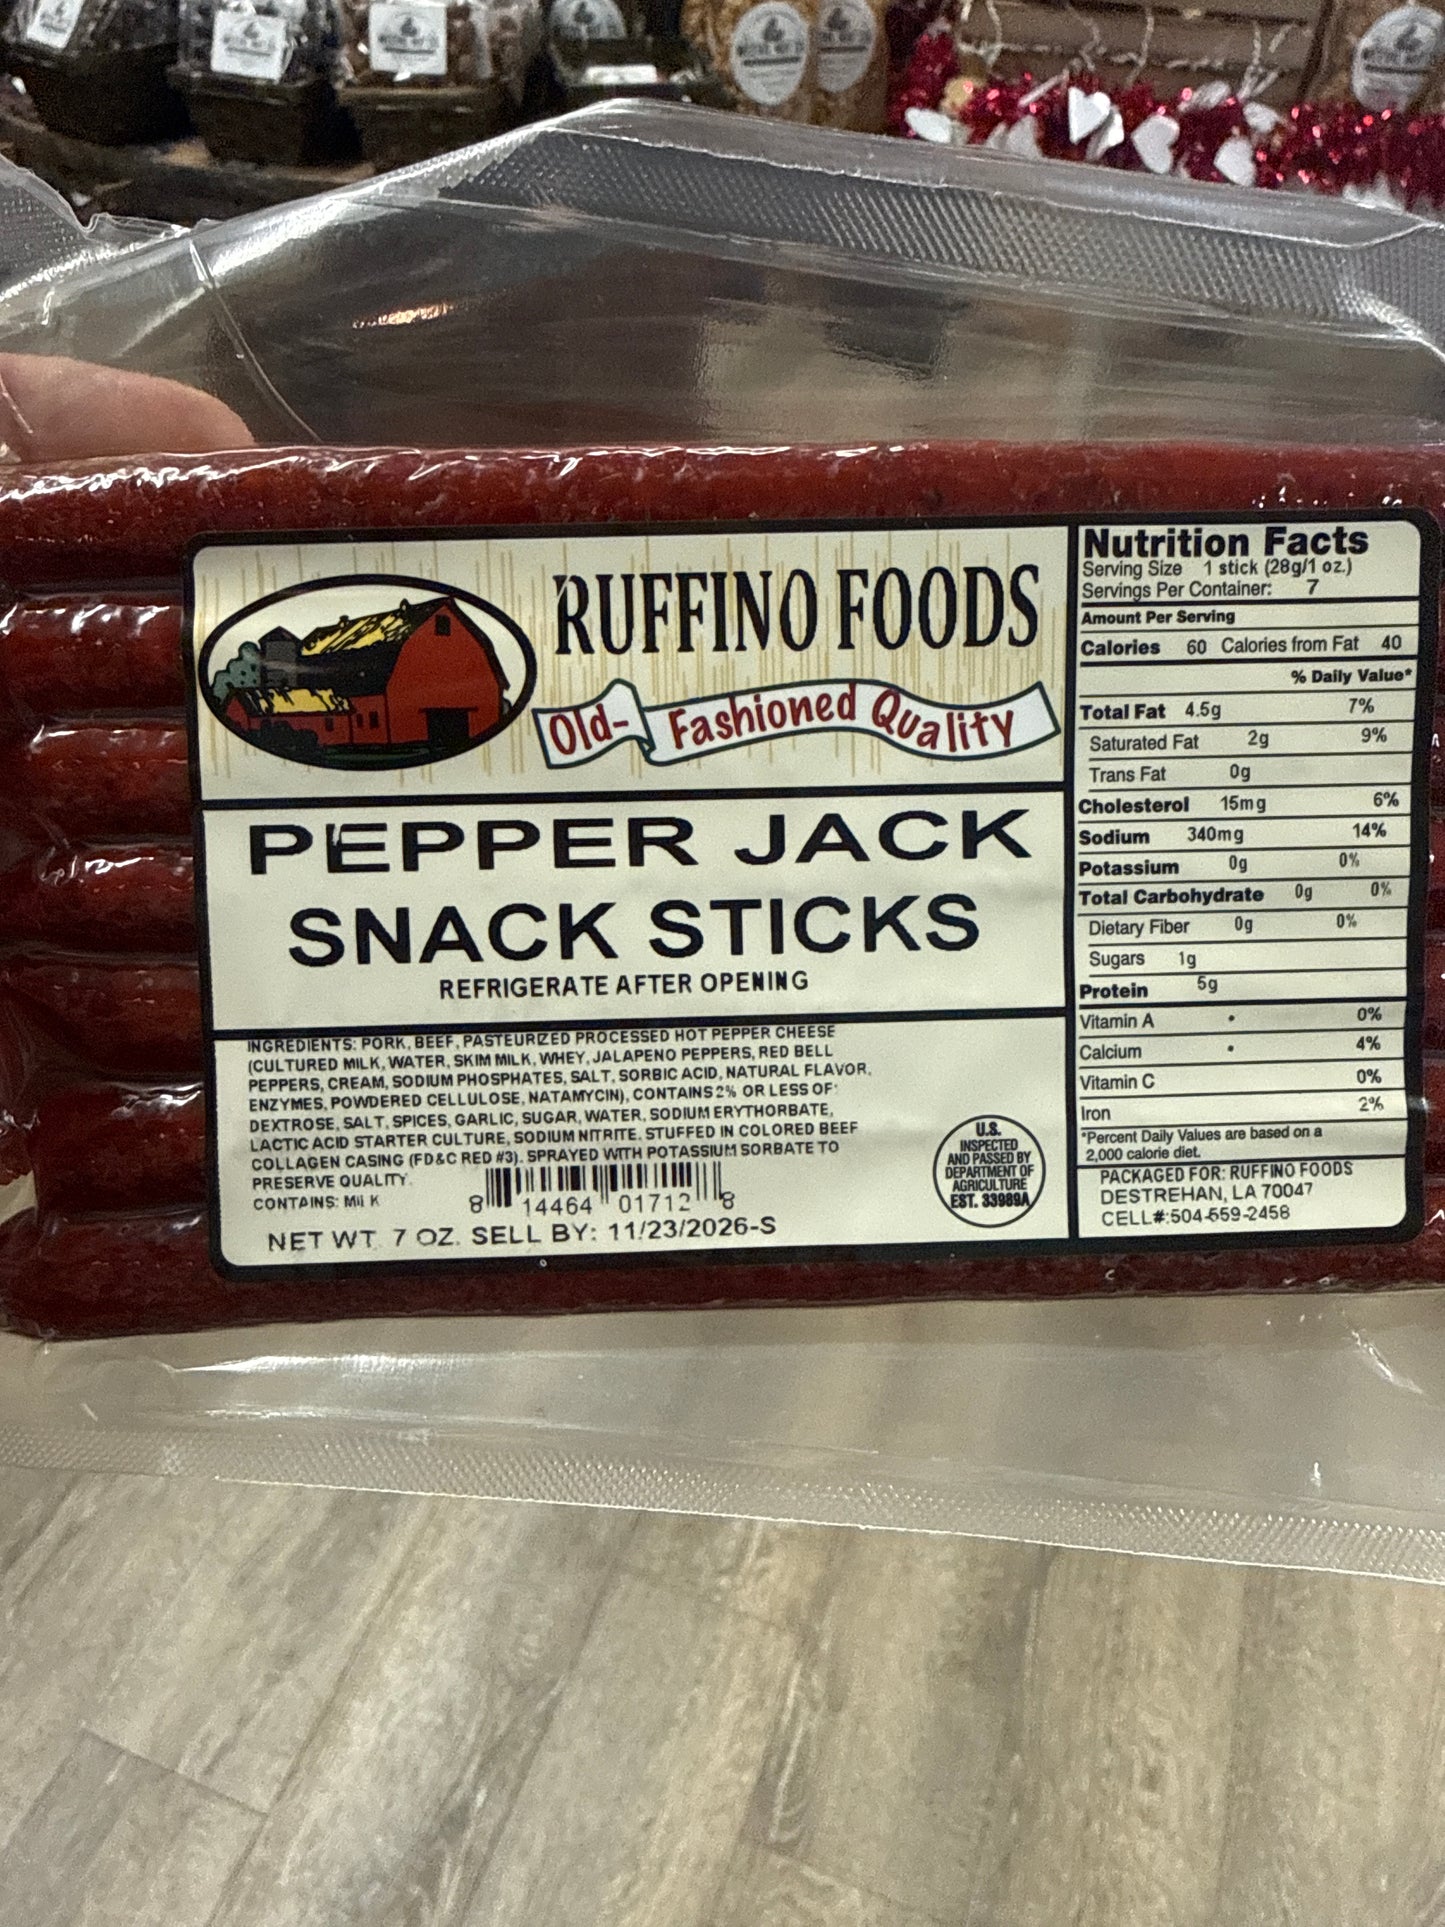 RUFFINO FOODS
Old-Fashioned Quality
PEPPER JACK
SNACK STICKS
REFRIGERATE AFTER OPENING
INGREDIENTS: PORK, BEEF, PASTEURIZED PROCESSED HOT PEPPER CHEESE
(CULTURED MILK, WATER, SKIM MILK, WHEY, JALAPENO PEPPERS, RED BELL
PEPPERS, CREAM, SODIUM PHOSPHATES, SALT, SORBIC ACID, NATURAL FLAVOR,
ENZYMES, POWDERED CELLULOSE, NATAMYCIN), CONTAINS 2% OR LESS OF:
DEXTROSE, SALT, SPICES, GARLIC, SUGAR, WATER, SODIUM ERYTHORBATE,
LACTIC ACID STARTER CULTURE, SODIUM NITRITE. STUFFED IN COLORED BEEF
COLLAGEN CASING (FD&C RED #3). SPRAYED WITH POTASSIUM SORBATE TO
PRESERVE QUALITY.
CONTAINS: Mil K
8 14464 01712 8
NET WT. 7 OZ. SELL BY: 11/23/2026-S
U.S.
INSPECTED
AND PASSED BY
DEPARTMENT OF
AGRICULTURE
EST. 33989A
Nutrition Facts
Serving Size 1 stick (28g/1 oz.)
Servings Per Container: 7
Amount Per Serving
Calories 60 Calories from Fat 40
% Daily Value*
Total Fat 4.5g 7%
Saturated Fat 2g 9%
Trans Fat 0g
Cholesterol 15mg 6%
Sodium 340mg 14%
Potassium 0g 0%
Total Carbohydrate 0g 0%
Dietary Fiber 0g 0%
Sugars 1g
Protein 5g
Vitamin A • 0%
Calcium • 4%
Vitamin C 0%
Iron 2%
*Percent Daily Values are based on a
2,000 calorie diet.
PACKAGED FOR: RUFFINO FOODS
DESTREHAN, LA 70047
CELL#:504-559-2458